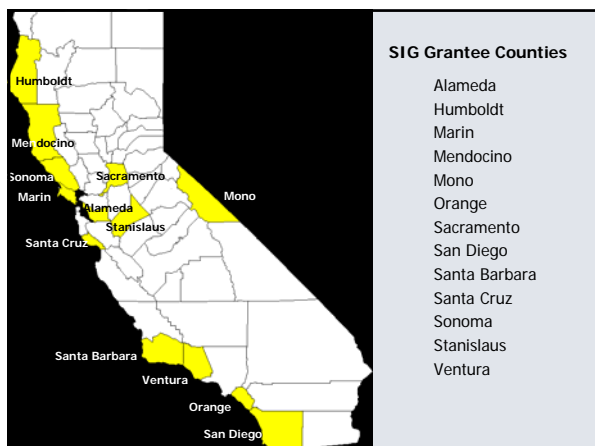 Humboldt
Mendocino
Sonoma
Marin
Sacramento
Alameda
Stanislaus
Mono
Santa Cruz
Santa Barbara
Ventura
Orange
San Diego
SIG Grantee Counties
Alameda
Humboldt
Marin
Mendocino
Mono
Orange
Sacramento
San Diego
Santa Barbara
Santa Cruz
Sonoma
Stanislaus
Ventura